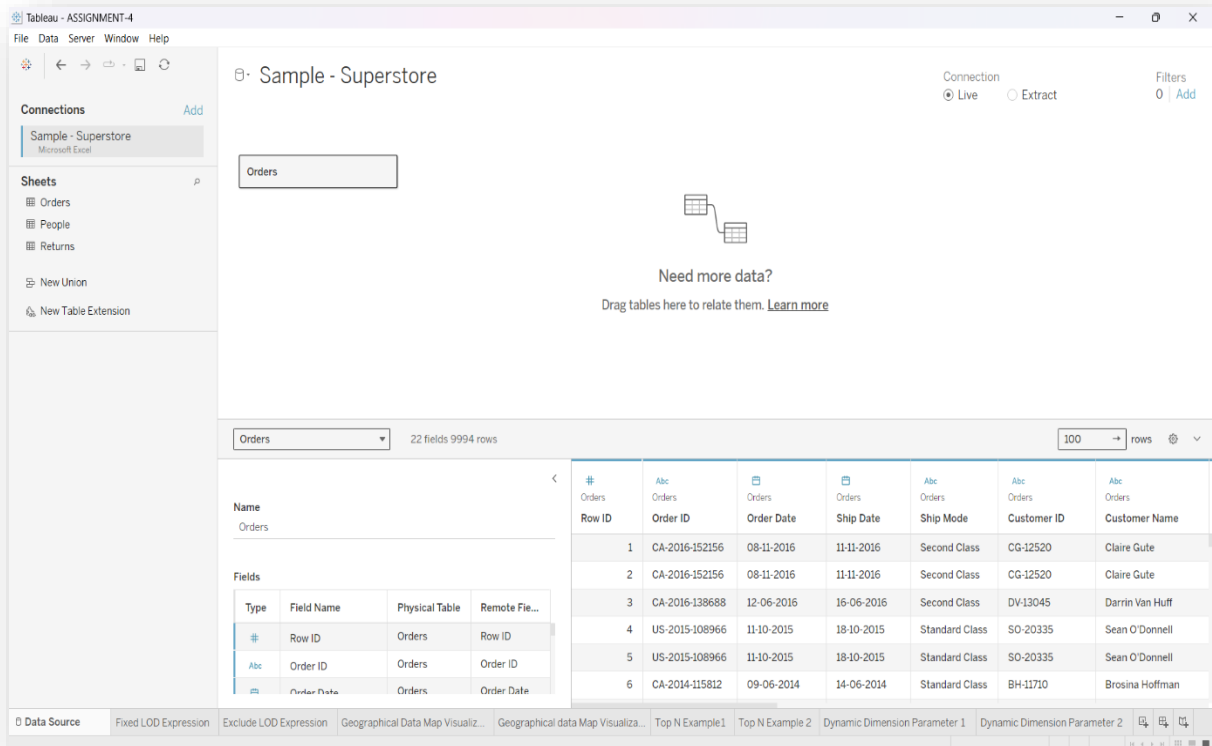 Tableau - ASSIGNMENT-4
File Data Server Window Help
Connections Add
Sample - Superstore
Microsoft Excel
Sheets
Orders
People
Returns
New Union
New Table Extension
Sample - Superstore
Connection
Live Extract
Filters
0 Add
Orders
Need more data?
Drag tables here to relate them. Learn more
Orders 22 fields 9994 rows 100 → rows
Name
Orders
Fields
Type Field Name Physical Table Remote Fie...
# Row ID Orders Row ID
Abc Order ID Orders Order ID
Order Date Orders Order Date
# Abc Abc Abc Abc
Orders Orders Orders Orders Orders Orders Orders
Row ID Order ID Order Date Ship Date Ship Mode Customer ID Customer Name
1 CA-2016-152156 08-11-2016 11-11-2016 Second Class CG-12520 Claire Gute
2 CA-2016-152156 08-11-2016 11-11-2016 Second Class CG-12520 Claire Gute
3 CA-2016-138688 12-06-2016 16-06-2016 Second Class DV-13045 Darrin Van Huff
4 US-2015-108966 11-10-2015 18-10-2015 Standard Class SO-20335 Sean O'Donnell
5 US-2015-108966 11-10-2015 18-10-2015 Standard Class SO-20335 Sean O'Donnell
6 CA-2014-115812 09-06-2014 14-06-2014 Standard Class BH-11710 Brosina Hoffman
Data Source Fixed LOD Expression Exclude LOD Expression Geographical Data Map Visualiz... Geographical data Map Visualiza... Top N Example1 Top N Example 2 Dynamic Dimension Parameter 1 Dynamic Dimension Parameter 2